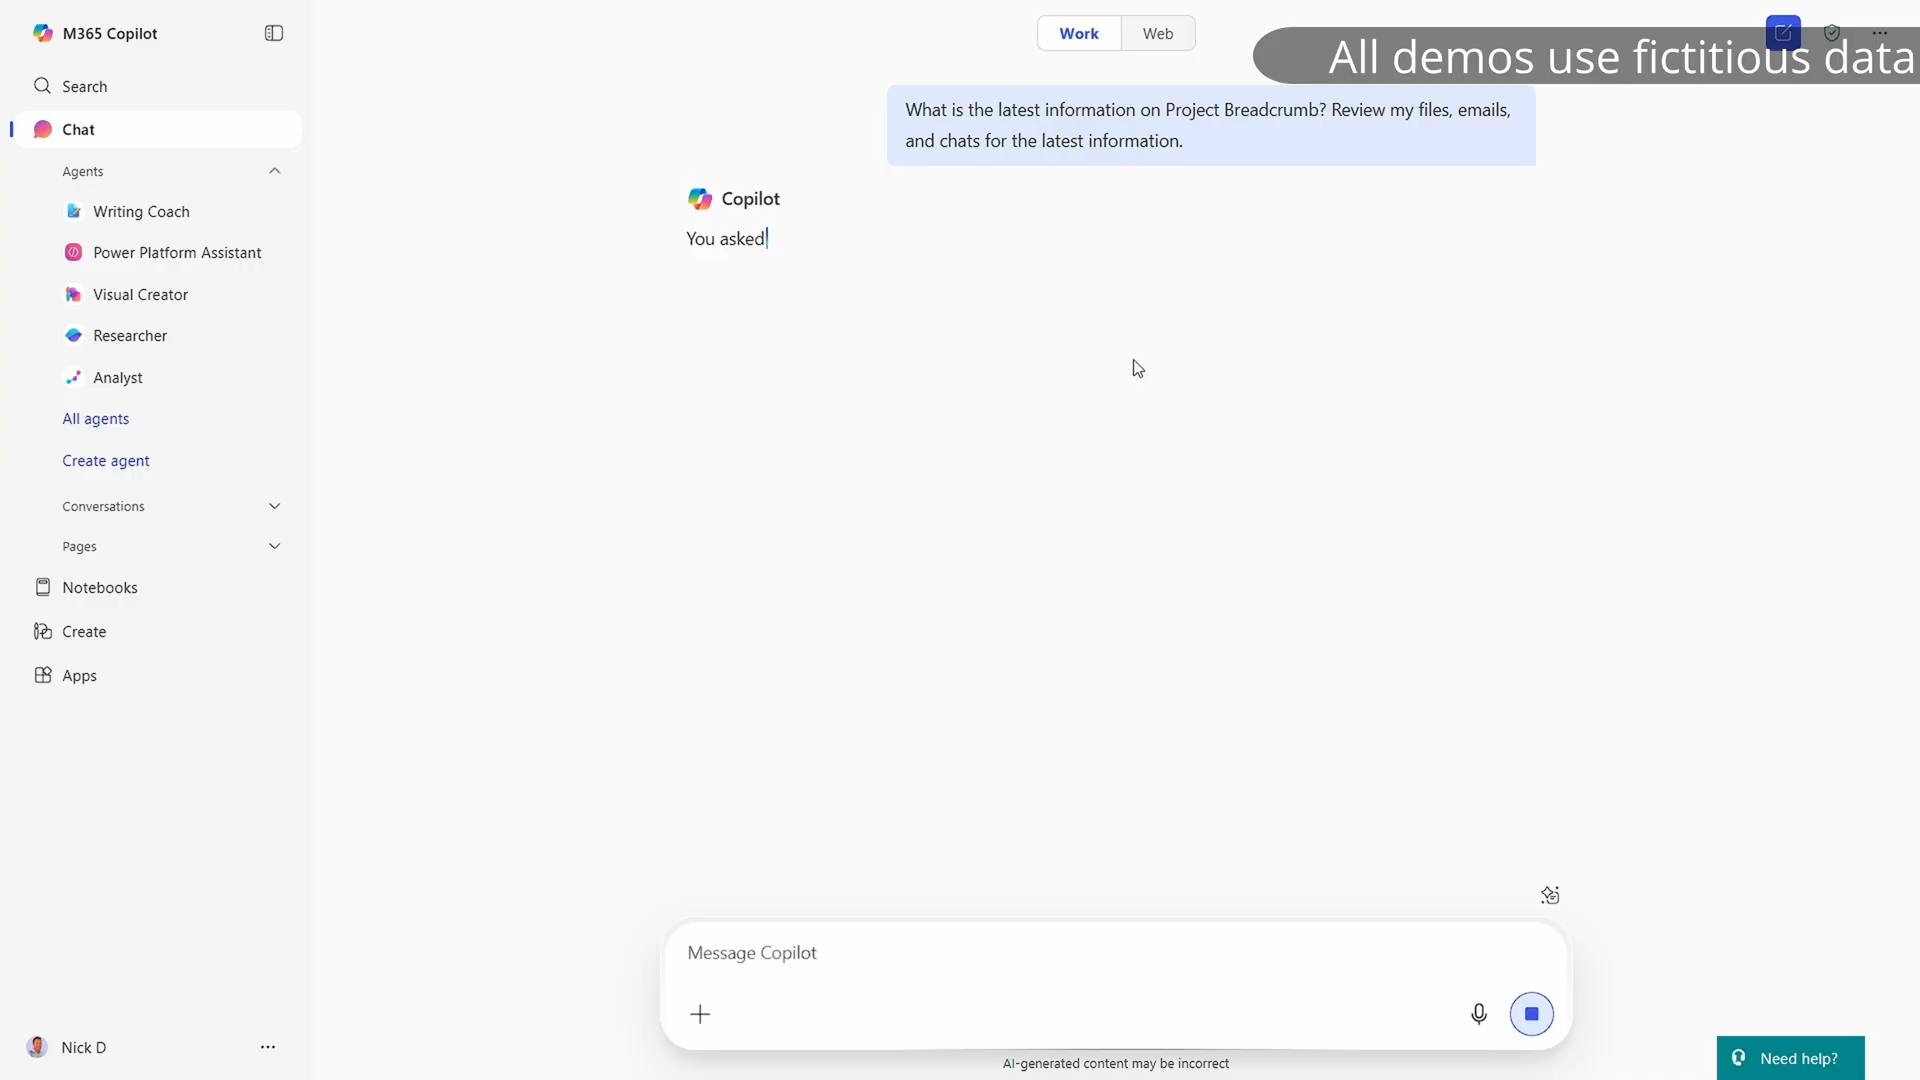 M365 Copilot
Search
Chat
Agents
Writing Coach
Power Platform Assistant
Visual Creator
Researcher
Analyst
All agents
Create agent
Conversations
Pages
Notebooks
Create
Apps
Nick D
Work
Web
All demos use fictitious data
What is the latest information on Project Breadcrumb? Review my files, emails,
and chats for the latest information.
Copilot
You asked
Message Copilot
AI-generated content may be incorrect
Need help?